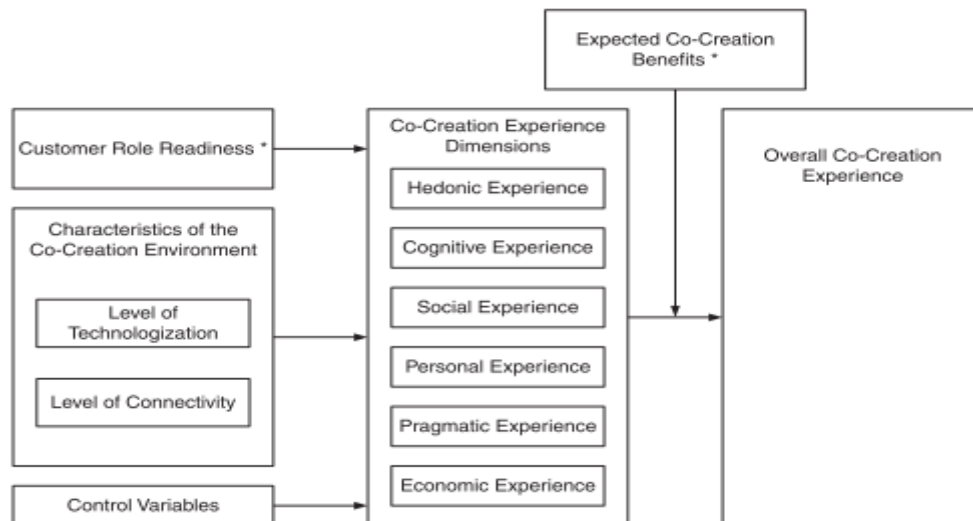 Expected Co-Creation
Benefits *
Customer Role Readiness *
Characteristics of the
Co-Creation Environment
Level of
Technologization
Level of Connectivity
Control Variables
Co-Creation Experience
Dimensions
Hedonic Experience
Cognitive Experience
Social Experience
Personal Experience
Pragmatic Experience
Economic Experience
Overall Co-Creation
Experience